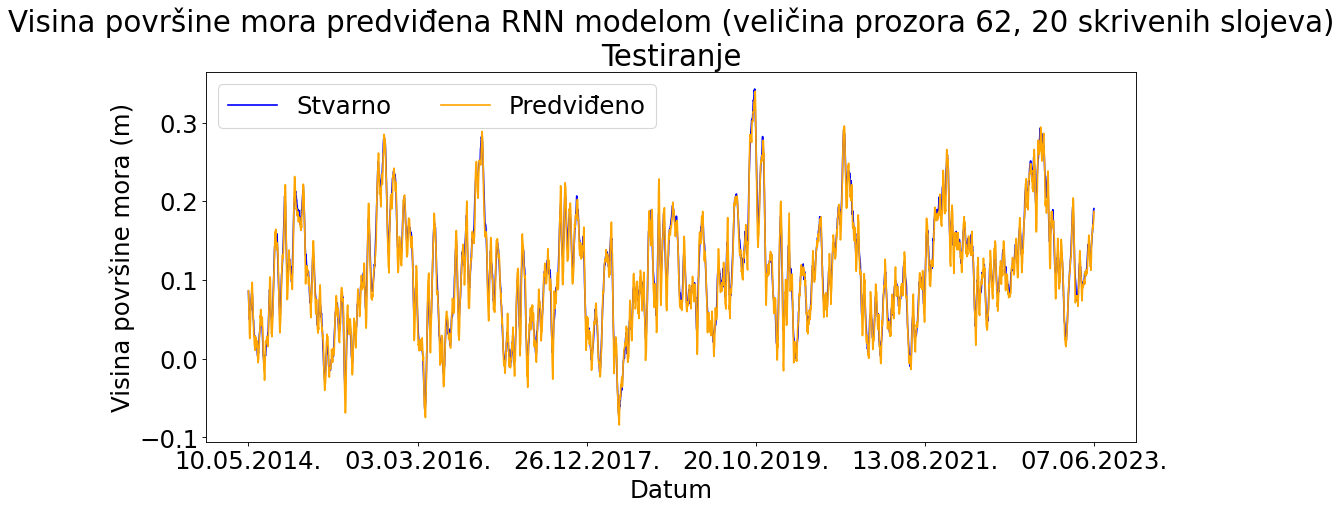 Visina površine mora predviđena RNN modelom (veličina prozora 62, 20 skrivenih slojeva)
Testiranje
Stvarno Predviđeno
Visina površine mora (m)
0.3
0.2
0.1
0.0
−0.1
10.05.2014. 03.03.2016. 26.12.2017. 20.10.2019. 13.08.2021. 07.06.2023.
Datum